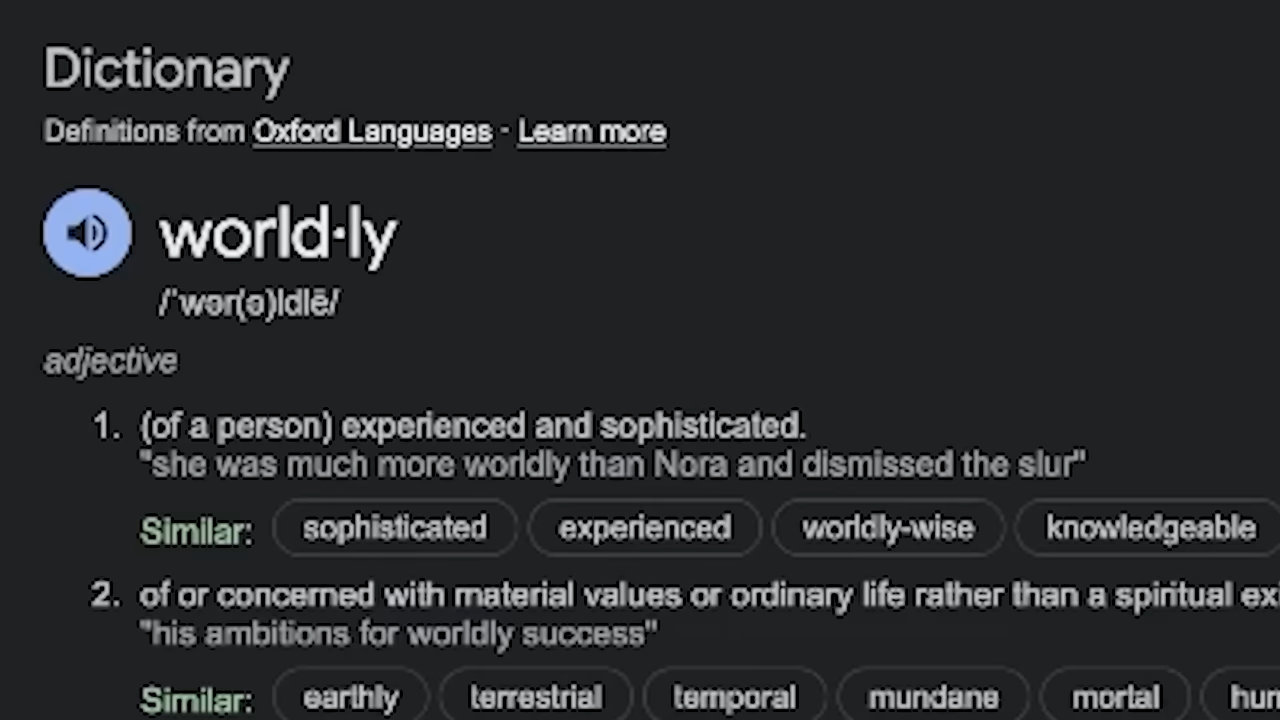 Dictionary
Definitions from Oxford Languages · Learn more
world·ly
/ˈwər(ə)ldlē/
adjective
1. (of a person) experienced and sophisticated.
"she was much more worldly than Nora and dismissed the slur"
Similar: sophisticated experienced worldly-wise knowledgeable
2. of or concerned with material values or ordinary life rather than a spiritual
"his ambitions for worldly success"
Similar: earthly terrestrial temporal mundane mortal